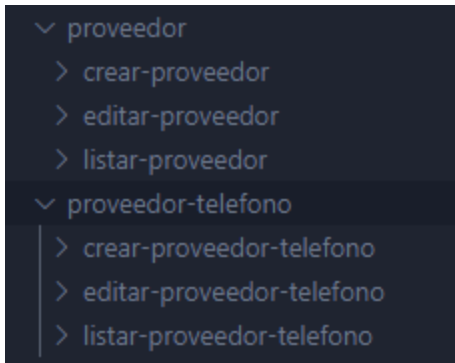 proveedor
crear-proveedor
editar-proveedor
listar-proveedor
proveedor-telefono
crear-proveedor-telefono
editar-proveedor-telefono
listar-proveedor-telefono